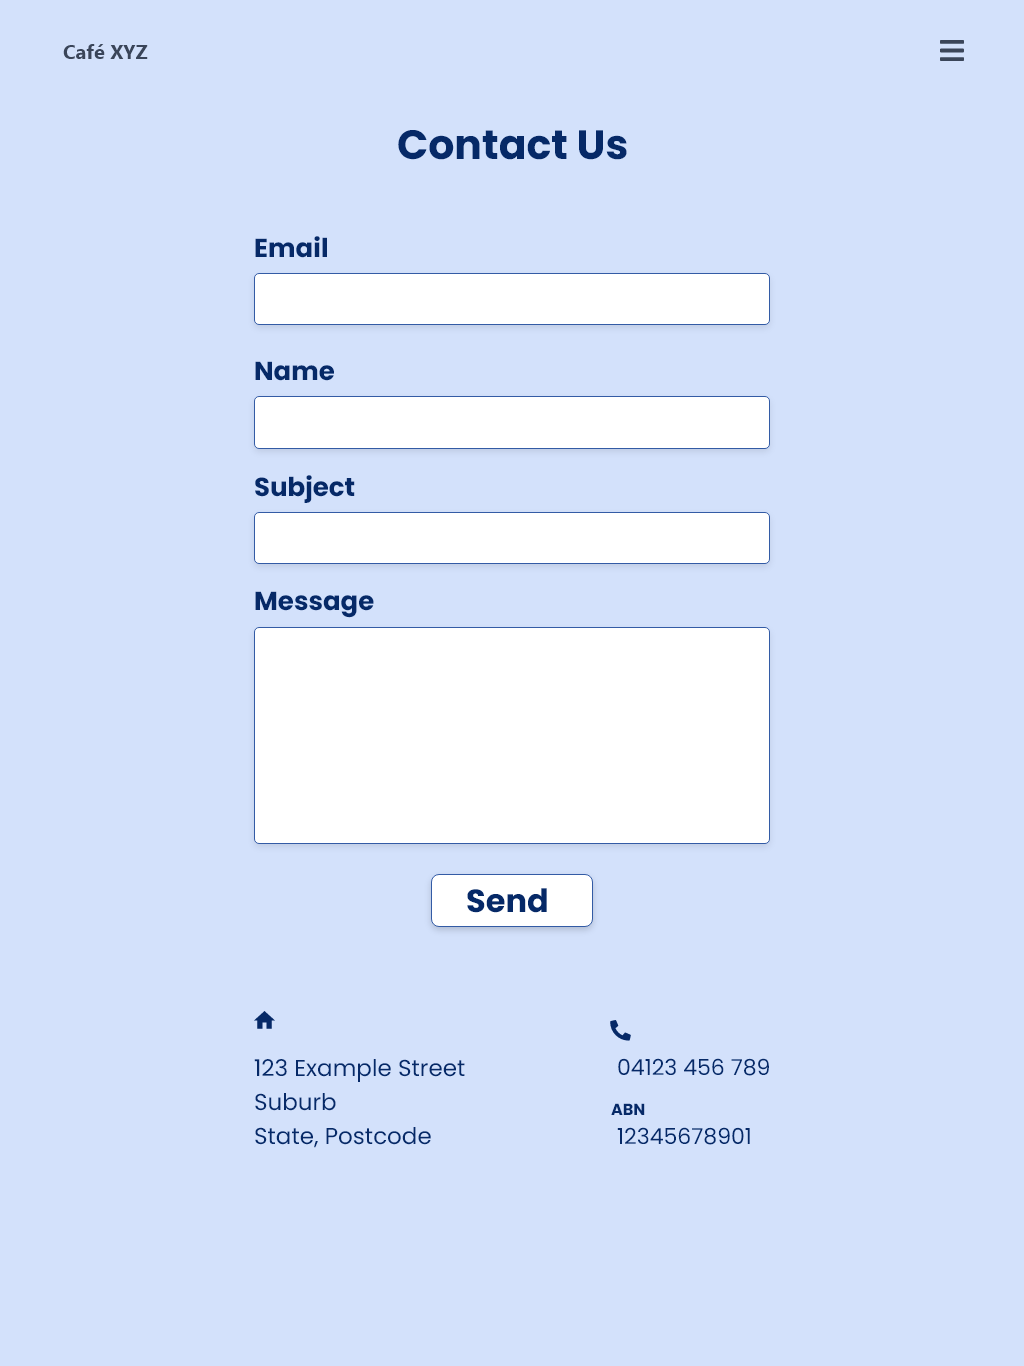 Café XYZ
Contact Us
Email
Name
Subject
Message
Send
123 Example Street
Suburb
State, Postcode
04123 456 789
ABN
12345678901